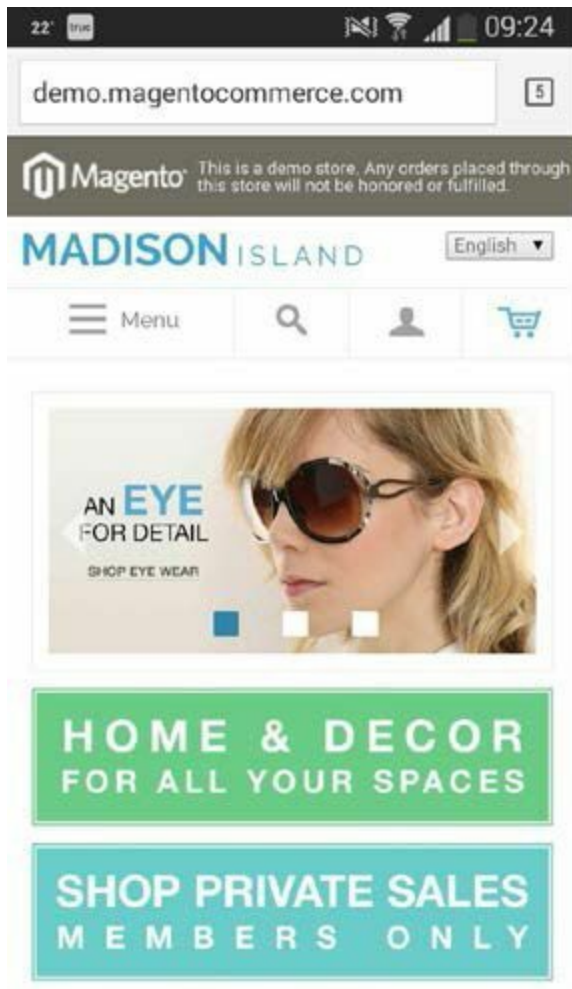 22°
true
09:24
demo.magentocommerce.com
5
Magento
This is a demo store. Any orders placed through
this store will not be honored or fulfilled.
MADISON ISLAND
English
Menu
AN EYE
FOR DETAIL
SHOP EYE WEAR
HOME & DECOR
FOR ALL YOUR SPACES
SHOP PRIVATE SALES
MEMBERS ONLY